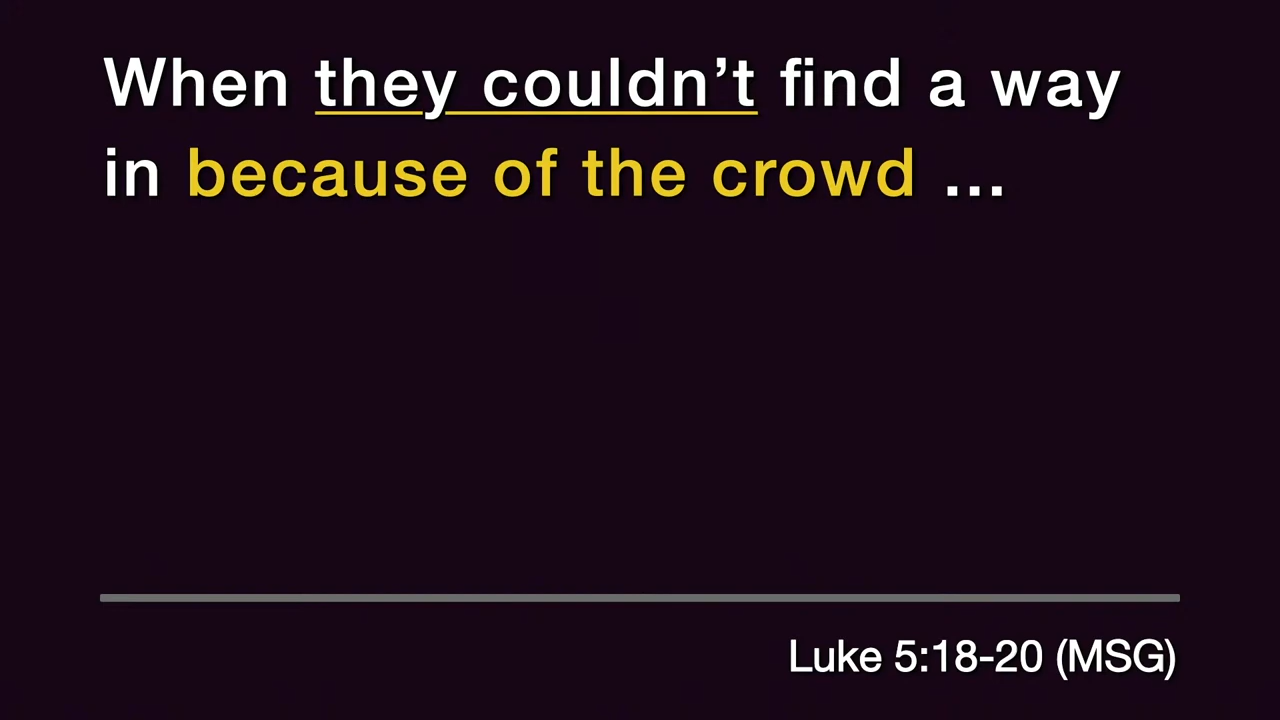 When they couldn’t find a way
in because of the crowd ...
Luke 5:18-20 (MSG)